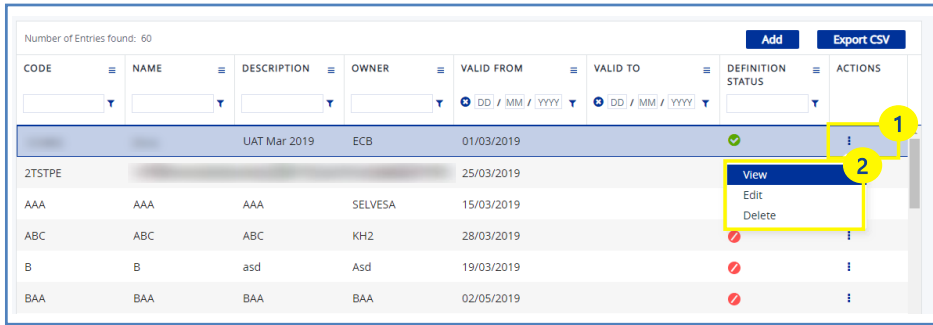 Number of Entries found: 60 Add Export CSV
CODE NAME DESCRIPTION OWNER VALID FROM VALID TO DEFINITION STATUS ACTIONS
DD / MM / YYYY DD / MM / YYYY
1
UAT Mar 2019 ECB 01/03/2019
2
2TSTPE 25/03/2019 View
Edit
AAA AAA AAA SELVESA 15/03/2019
Delete
ABC ABC ABC KH2 28/03/2019
B B asd Asd 19/03/2019
BAA BAA BAA BAA 02/05/2019